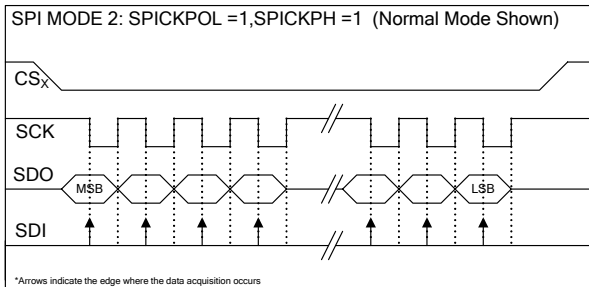 SPI MODE 2: SPICKPOL =1,SPICKPH =1 (Normal Mode Shown)
CSX
SCK
SDO
MSB
LSB
SDI
*Arrows indicate the edge where the data acquisition occurs